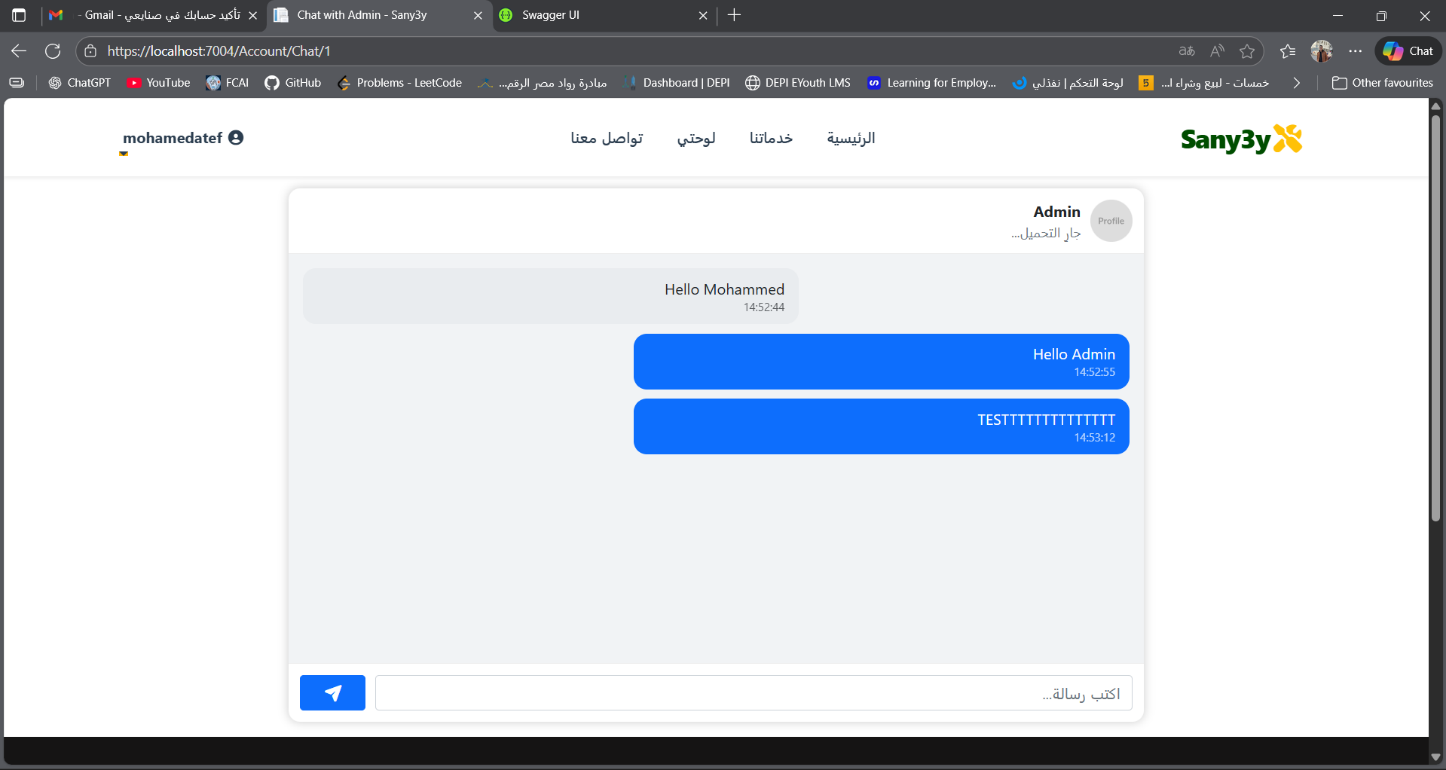 تأكيد حسابك في صنايعي - Gmail -
Chat with Admin - Sany3y
Swagger UI
https://localhost:7004/Account/Chat/1
Chat
ChatGPT
YouTube
FCAI
GitHub
Problems - LeetCode
مبادرة رواد مصر الرقم...
Dashboard | DEPI
DEPI EYouth LMS
Learning for Employ...
لوحة التحكم | نفذلي
خمسات - لبيع وشراء ا...
Other favourites
Sany3y
الرئيسية
خدماتنا
لوحتي
تواصل معنا
mohamedatef
Profile
Admin
جارٍ التحميل...
Hello Mohammed
14:52:44
Hello Admin
14:52:55
TESTTTTTTTTTTTTTT
14:53:12
اكتب رسالة...